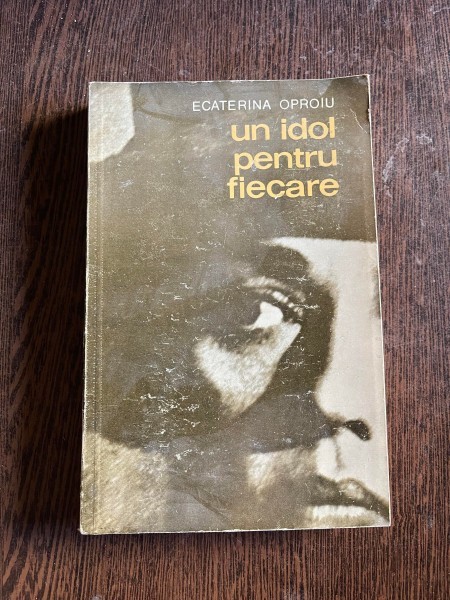 ECATERINA OPROIU
un idol
pentru
fiecare